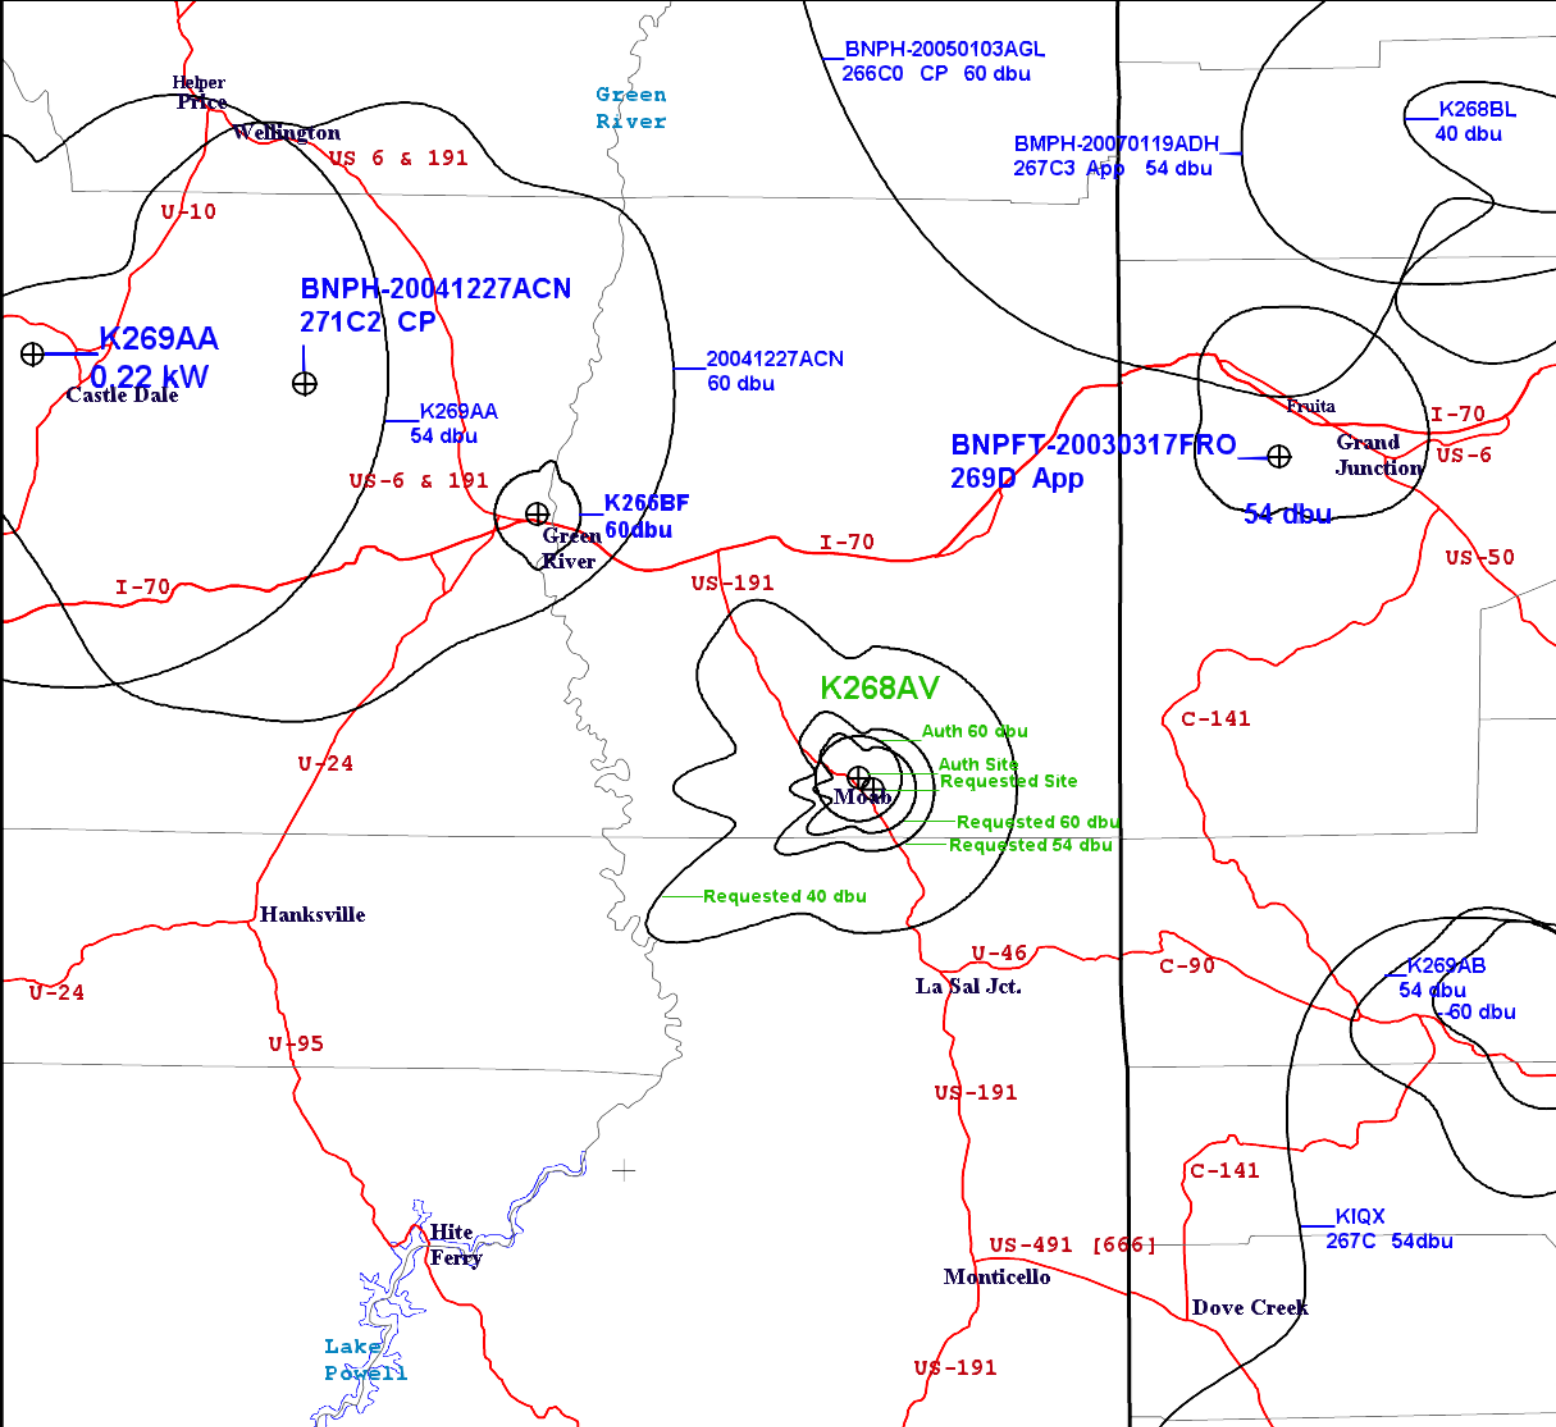 BNPH-20050103AGL
266C0 CP 60 dbu
Helper
Price
Green
River
K268BL
40 dbu
Wellington
US 6 & 191
BMPH-20070119ADH
267C3 App 54 dbu
U-10
BNPH-20041227ACN
271C2 CP
K269AA
0.22 kW
Castle Dale
20041227ACN
60 dbu
K269AA
54 dbu
Fruita
I-70
BNPFT-20030317FRO
269D App
Grand
Junction
US-6
US-6 & 191
K265BF
60dbu
54 dbu
Green
River
I-70
US-50
I-70
US-191
K268AV
C-141
Auth 60 dbu
U-24
Auth Site
Requested Site
Moab
Requested 60 dbu
Requested 54 dbu
Requested 40 dbu
Hanksville
U-46
C-90
K269AB
54 dbu
--60 dbu
U-24
La Sal Jct.
U-95
US-191
C-141
KIQX
267C 54dbu
Hite
Ferry
US-491 [666]
Monticello
Dove Creek
Lake
Powell
US-191